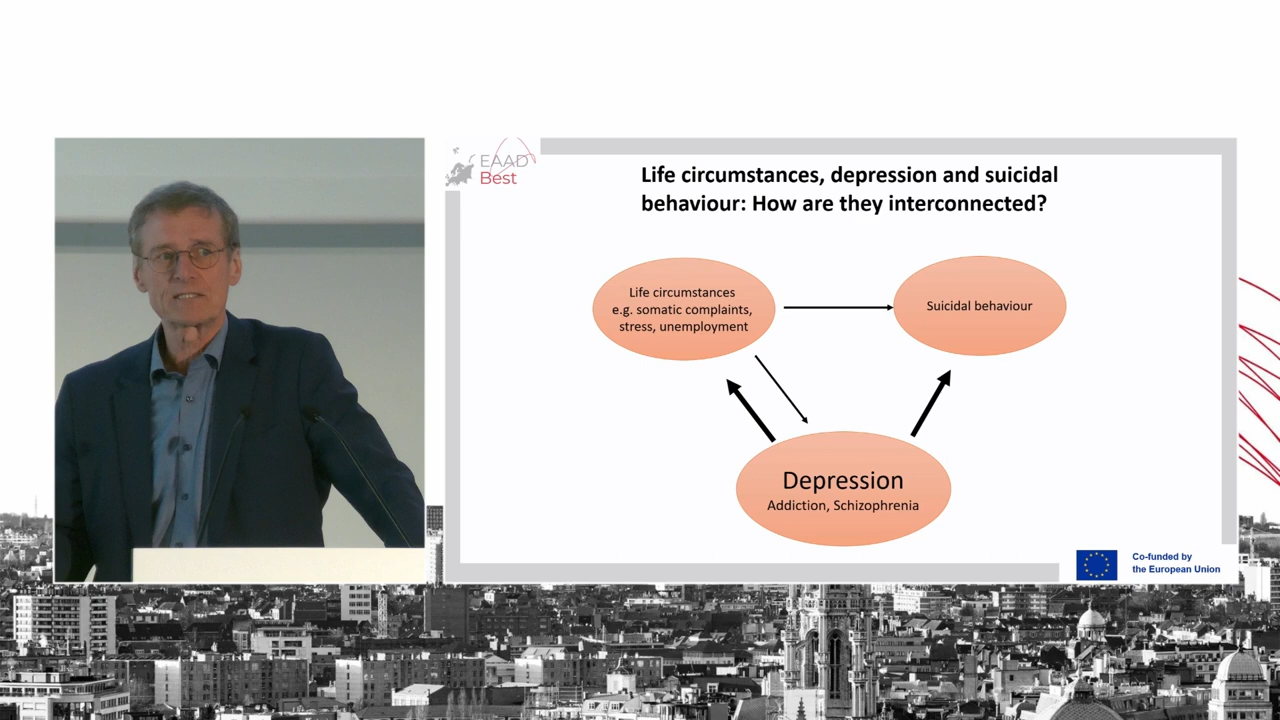 EAAD
Best
Life circumstances, depression and suicidal
behaviour: How are they interconnected?
Life circumstances
e.g. somatic complaints,
stress, unemployment
Suicidal behaviour
Depression
Addiction, Schizophrenia
Co-funded by
the European Union